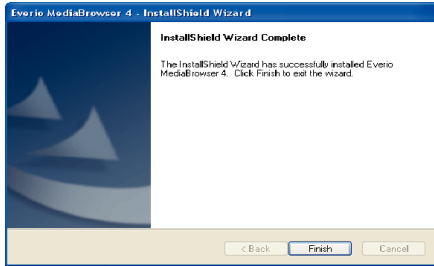 Everio MediaBrowser 4 - InstallShield Wizard
InstallShield Wizard Complete
The InstallShield Wizard has successfully installed Everio
MediaBrowser 4. Click Finish to exit the wizard.
< Back Finish Cancel